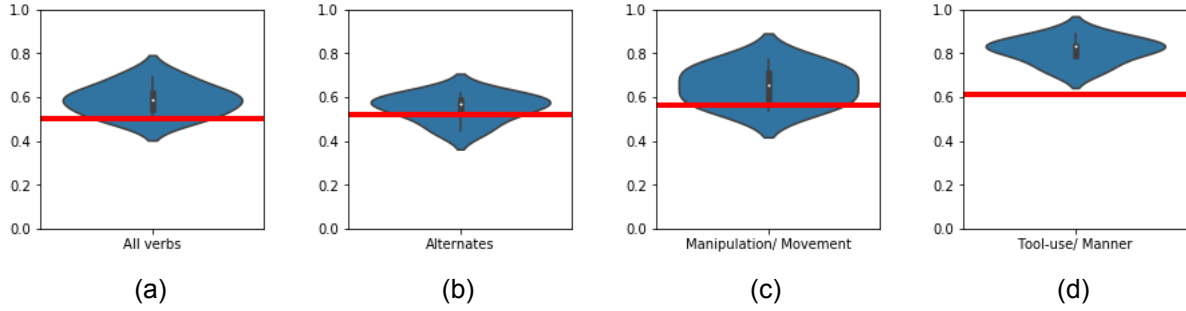 1.0 1.0 1.0 1.0
0.8 0.8 0.8 0.8
0.6 0.6 0.6 0.6
0.4 0.4 0.4 0.4
0.2 0.2 0.2 0.2
0.0 0.0 0.0 0.0
All verbs Alternates Manipulation/ Movement Tool-use/ Manner
(a) (b) (c) (d)